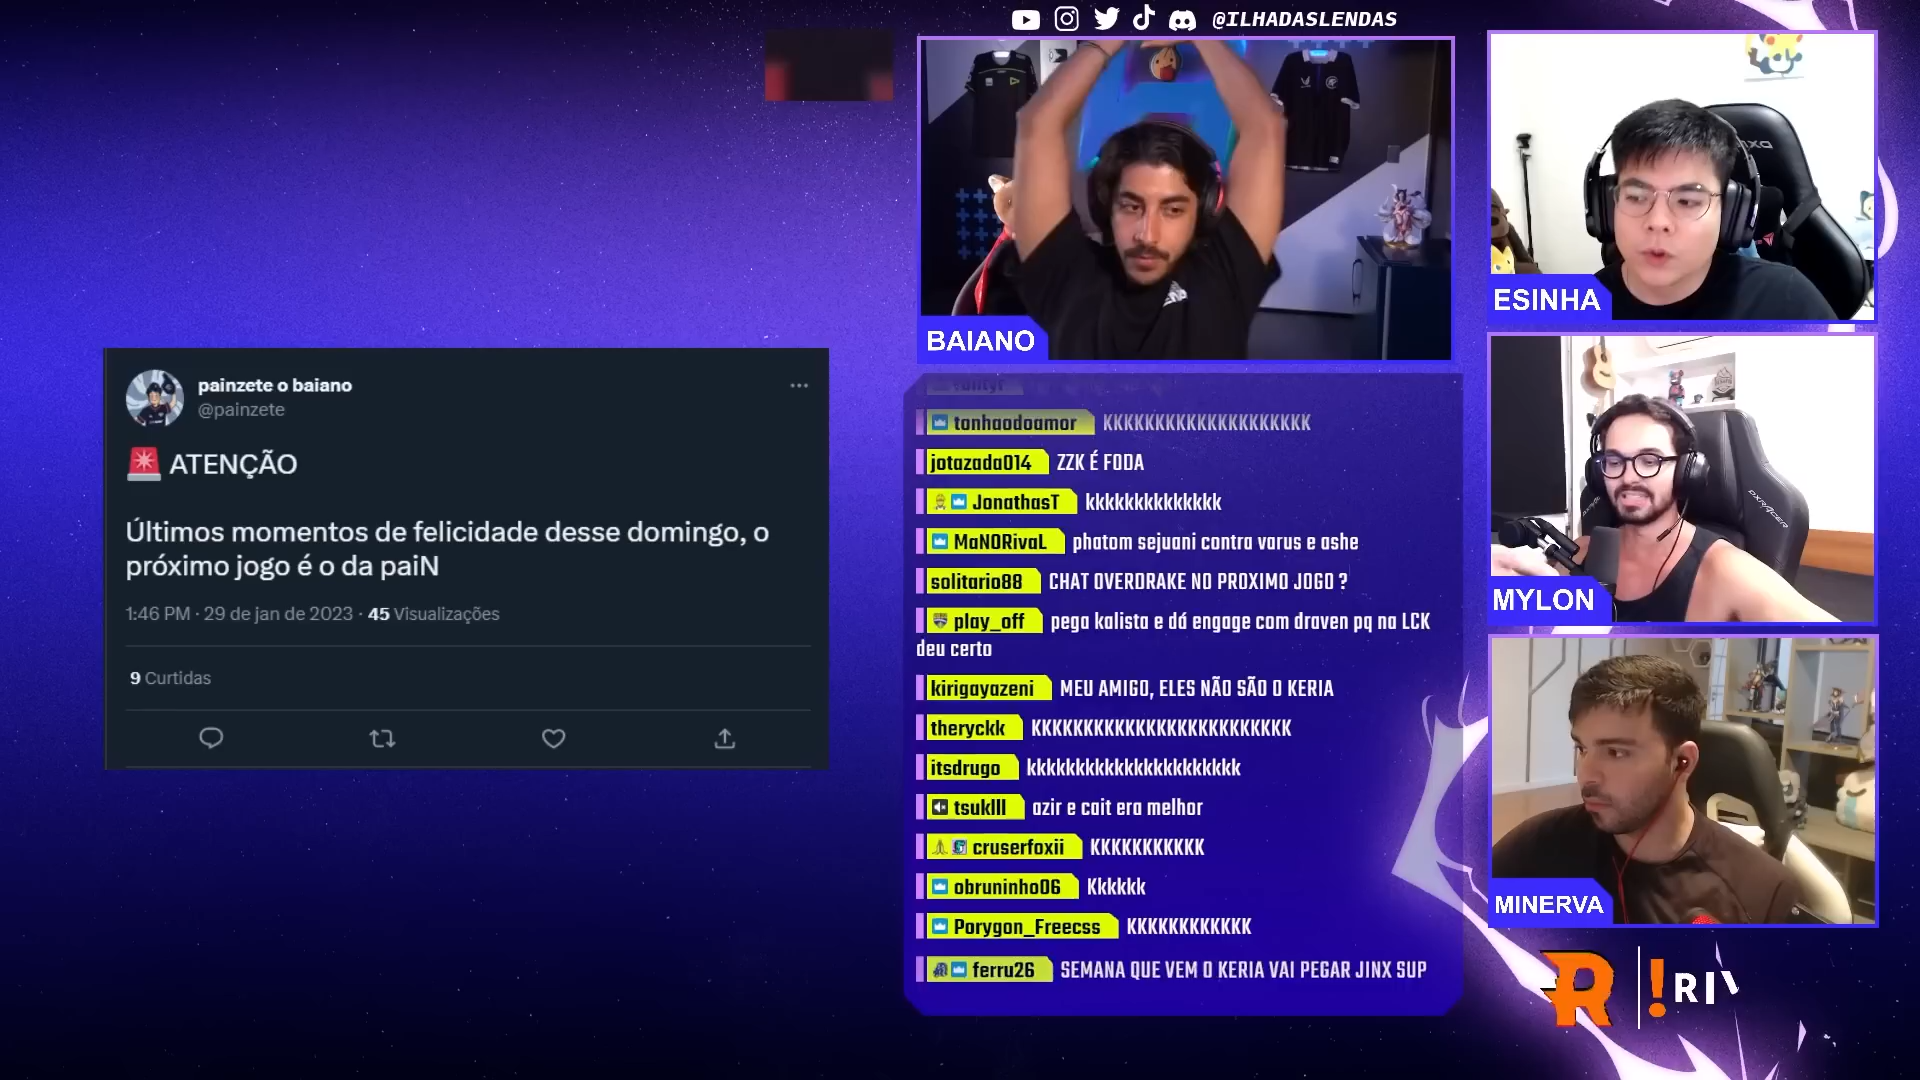 @ILHADASLENDAS
BAIANO
ESINHA
MYLON
MINERVA
painzete o baiano
@painzete
ATENÇÃO
Últimos momentos de felicidade desse domingo, o
próximo jogo é o da paiN
1:46 PM · 29 de jan de 2023 · 45 Visualizações
9 Curtidas
tonhaodoamor KKKKKKKKKKKKKKKKKKKK
jotazada014 ZZK É FODA
JonathasT kkkkkkkkkkkkkk
MaNORivaL phatom sejuani contra varus e ashe
solitario88 CHAT OVERDRAKE NO PROXIMO JOGO ?
play_off pega kalista e dá engage com draven pq na LCK
deu certo
kirigayazeni MEU AMIGO, ELES NÃO SÃO O KERIA
theryckk KKKKKKKKKKKKKKKKKKKKKKKKK
itsdrugo kkkkkkkkkkkkkkkkkkkkkk
tsuklll azir e cait era melhor
cruserfoxii KKKKKKKKKKK
obruninho06 Kkkkkk
Porygon_Freecss KKKKKKKKKKKK
ferru26 SEMANA QUE VEM O KERIA VAI PEGAR JINX SUP
DXRACER
R !RIV